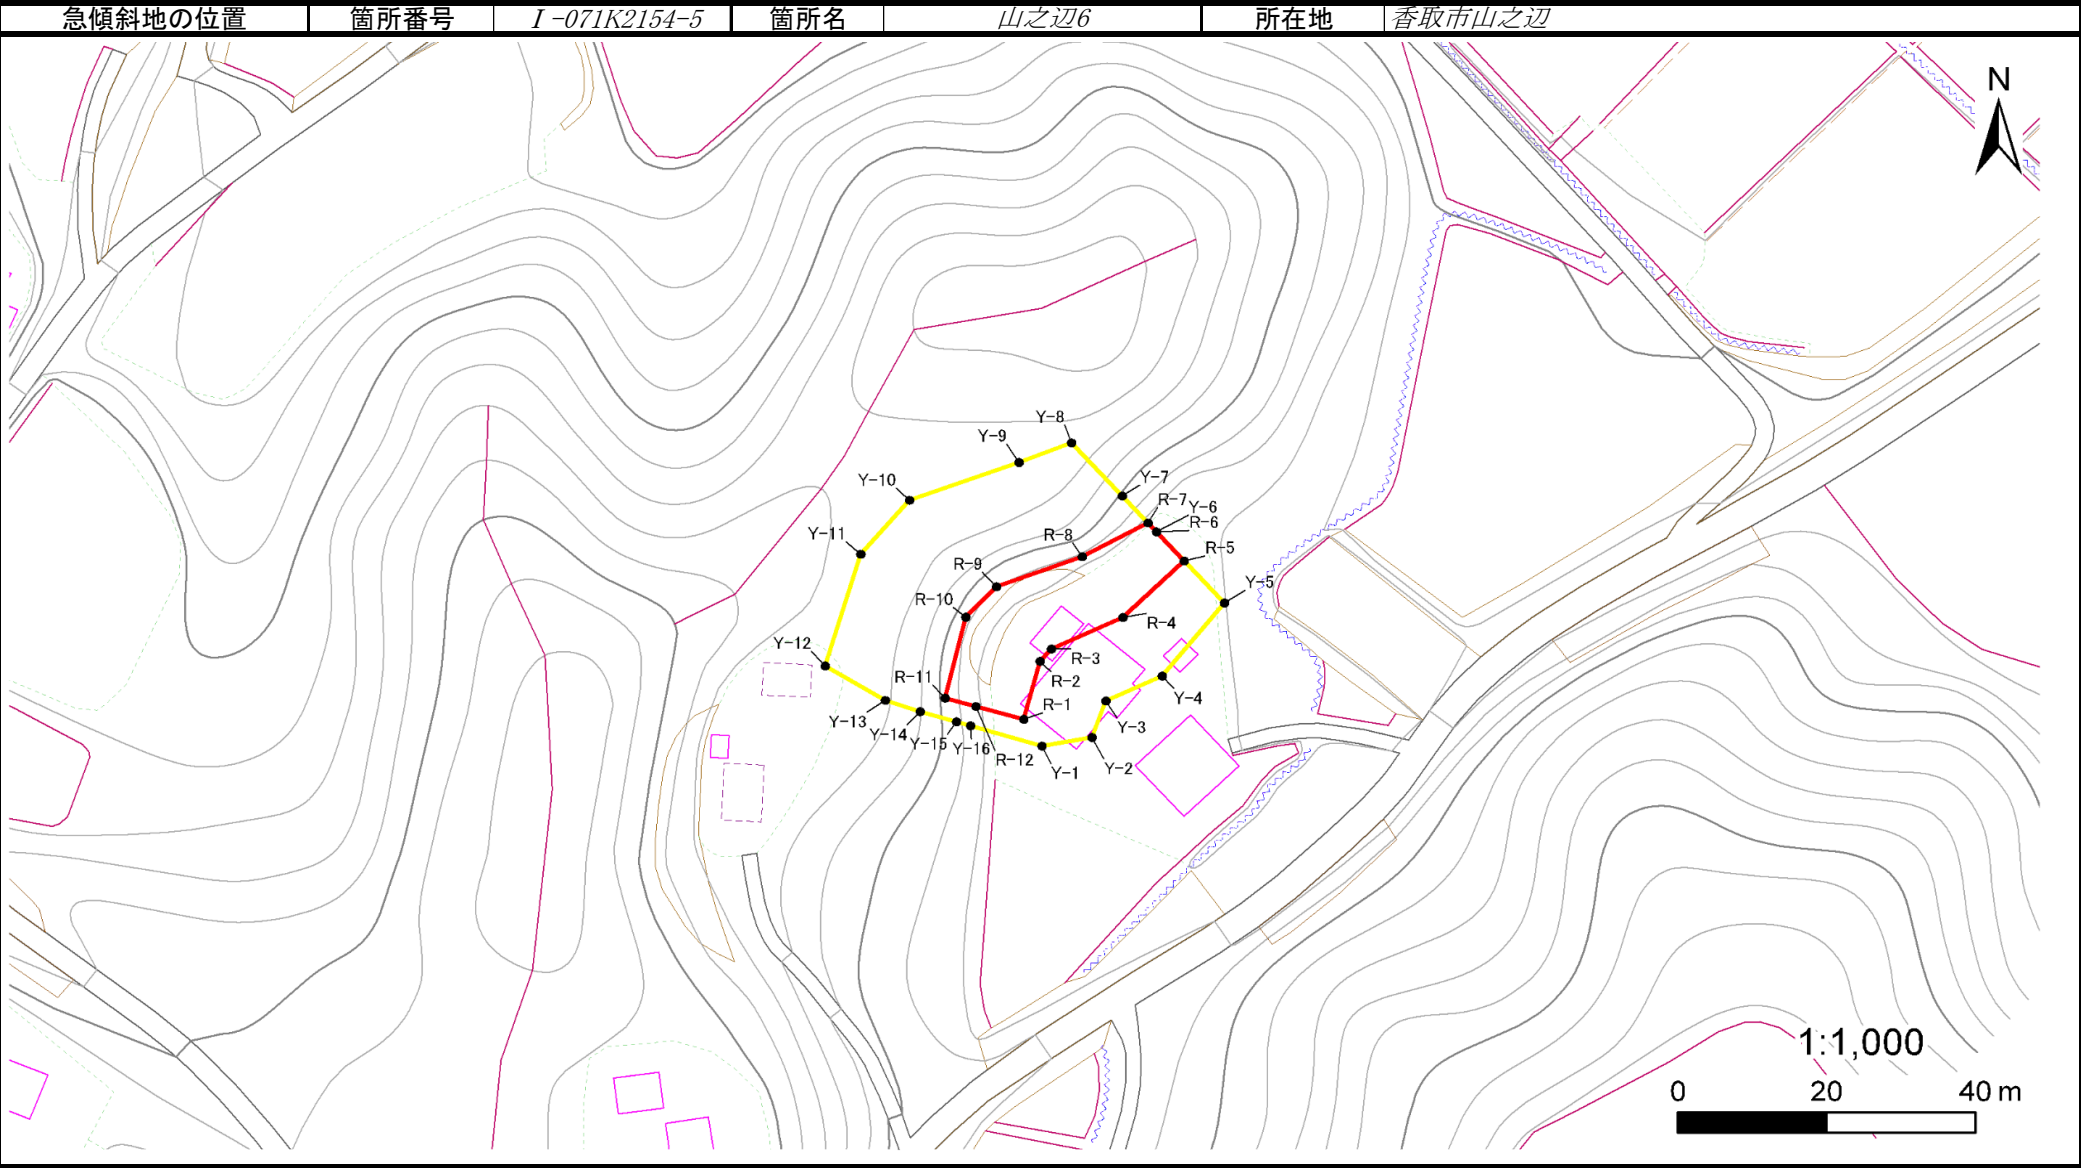 急傾斜地の位置 箇所番号 Ⅰ-071K2154-5 箇所名 山之辺6 所在地 香取市山之辺
N
Y-8
Y-9
Y-10
Y-7
R-7
Y-6
R-6
Y-11
R-8
R-5
R-9
Y-5
R-10
R-4
Y-12
R-3
R-11
R-2
Y-4
R-1
Y-13
Y-3
Y-14
Y-15
Y-16
R-12
Y-1
Y-2
1:1,000
0 20 40 m